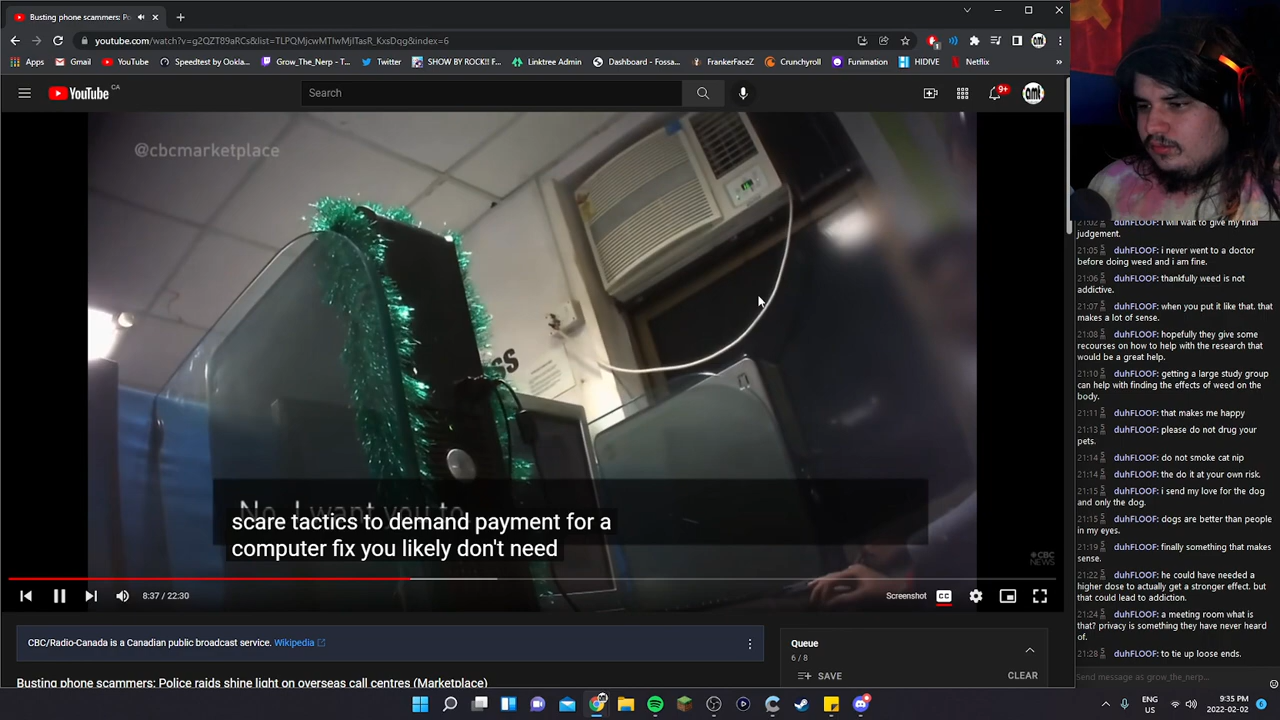 Busting phone scammers: Po
youtube.com/watch?v=g2QZT89aRCs&list=TLPQMjcwMTIwMjITasR_KxsDqg&index=6
Apps
Gmail
YouTube
Speedtest by Ookla...
Grow_The_Nerp - T...
Twitter
SHOW BY ROCK!! F...
Linktree Admin
Dashboard - Fossa...
FrankerFaceZ
Crunchyroll
Funimation
HIDIVE
Netflix
»
YouTube CA
Search
9+
amt
@cbcmarketplace
No, I want you to
scare tactics to demand payment for a
computer fix you likely don't need
CBC
NEWS
8:37 / 22:30
Screenshot
CC
CBC/Radio-Canada is a Canadian public broadcast service. Wikipedia
Queue
6 / 8
SAVE
CLEAR
Busting phone scammers: Police raids shine light on overseas call centres (Marketplace)
21:02 duhFLOOF: I will wait to give my final
judgement.
21:05 duhFLOOF: i never went to a doctor
before doing weed and i am fine.
21:06 duhFLOOF: thankfully weed is not
addictive.
21:07 duhFLOOF: when you put it like that. that
makes a lot of sense.
21:08 duhFLOOF: hopefully they give some
recourses on how to help with the research that
would be a great help.
21:10 duhFLOOF: getting a large study group
can help with finding the effects of weed on the
body.
21:11 duhFLOOF: that makes me happy
21:13 duhFLOOF: please do not drug your
pets.
21:14 duhFLOOF: do not smoke cat nip
21:14 duhFLOOF: the do it at your own risk.
21:15 duhFLOOF: i send my love for the dog
and only the dog.
21:15 duhFLOOF: dogs are better than people
in my eyes.
21:19 duhFLOOF: finally something that makes
sense.
21:22 duhFLOOF: he could have needed a
higher dose to actually get a stronger effect. but
that could lead to addiction.
21:24 duhFLOOF: a meeting room what is
that? privacy is something they have never heard
of.
21:28 duhFLOOF: to tie up loose ends.
Send message as grow_the_nerp...
ENG
US
9:35 PM
2022-02-02
6